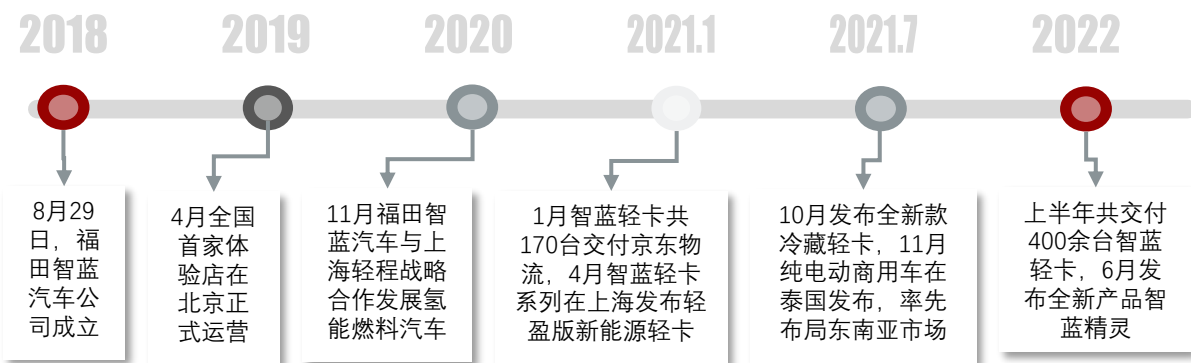 2018
2019
2020
2021.1
2021.7
2022
8月29
日，福
田智蓝
汽车公
司成立
4月全国
首家体
验店在
北京正
式运营
11月福田智
蓝汽车与上
海轻程战略
合作发展氢
能燃料汽车
1月智蓝轻卡共
170台交付京东物
流，4月智蓝轻卡
系列在上海发布轻
盈版新能源轻卡
10月发布全新款
冷藏轻卡，11月
纯电动商用车在
泰国发布，率先
布局东南亚市场
上半年共交付
400余台智蓝
轻卡，6月发
布全新产品智
蓝精灵